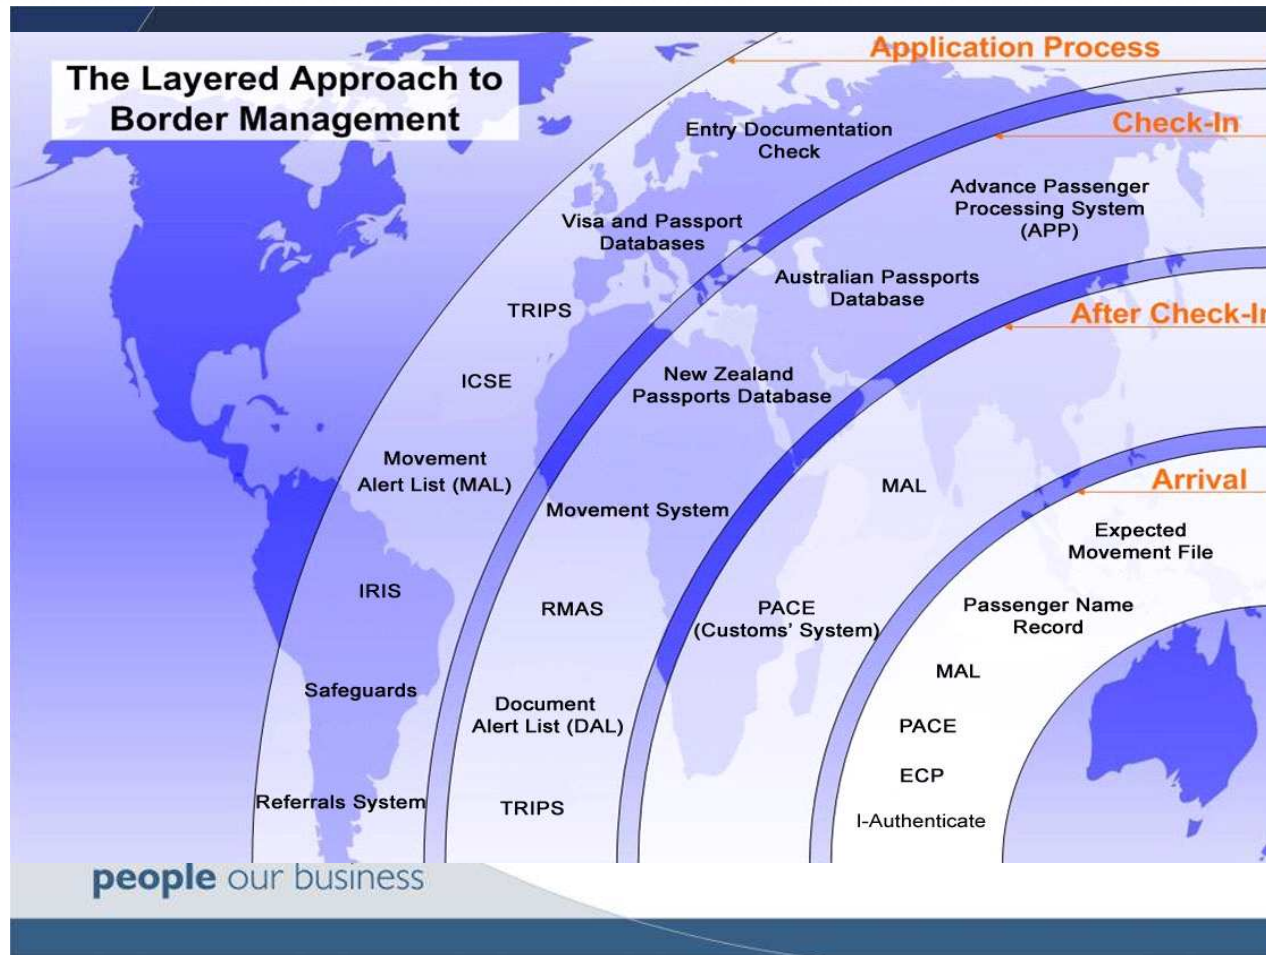 The Layered Approach to
Border Management
Application Process
Entry Documentation
Check
Visa and Passport
Databases
TRIPS
ICSE
Movement
Alert List (MAL)
IRIS
Safeguards
Referrals System
Check-In
Advance Passenger
Processing System
(APP)
Australian Passports
Database
New Zealand
Passports Database
Movement System
RMAS
Document
Alert List (DAL)
TRIPS
After Check-In
MAL
PACE
(Customs' System)
Arrival
Expected
Movement File
Passenger Name
Record
MAL
PACE
ECP
I-Authenticate
people our business